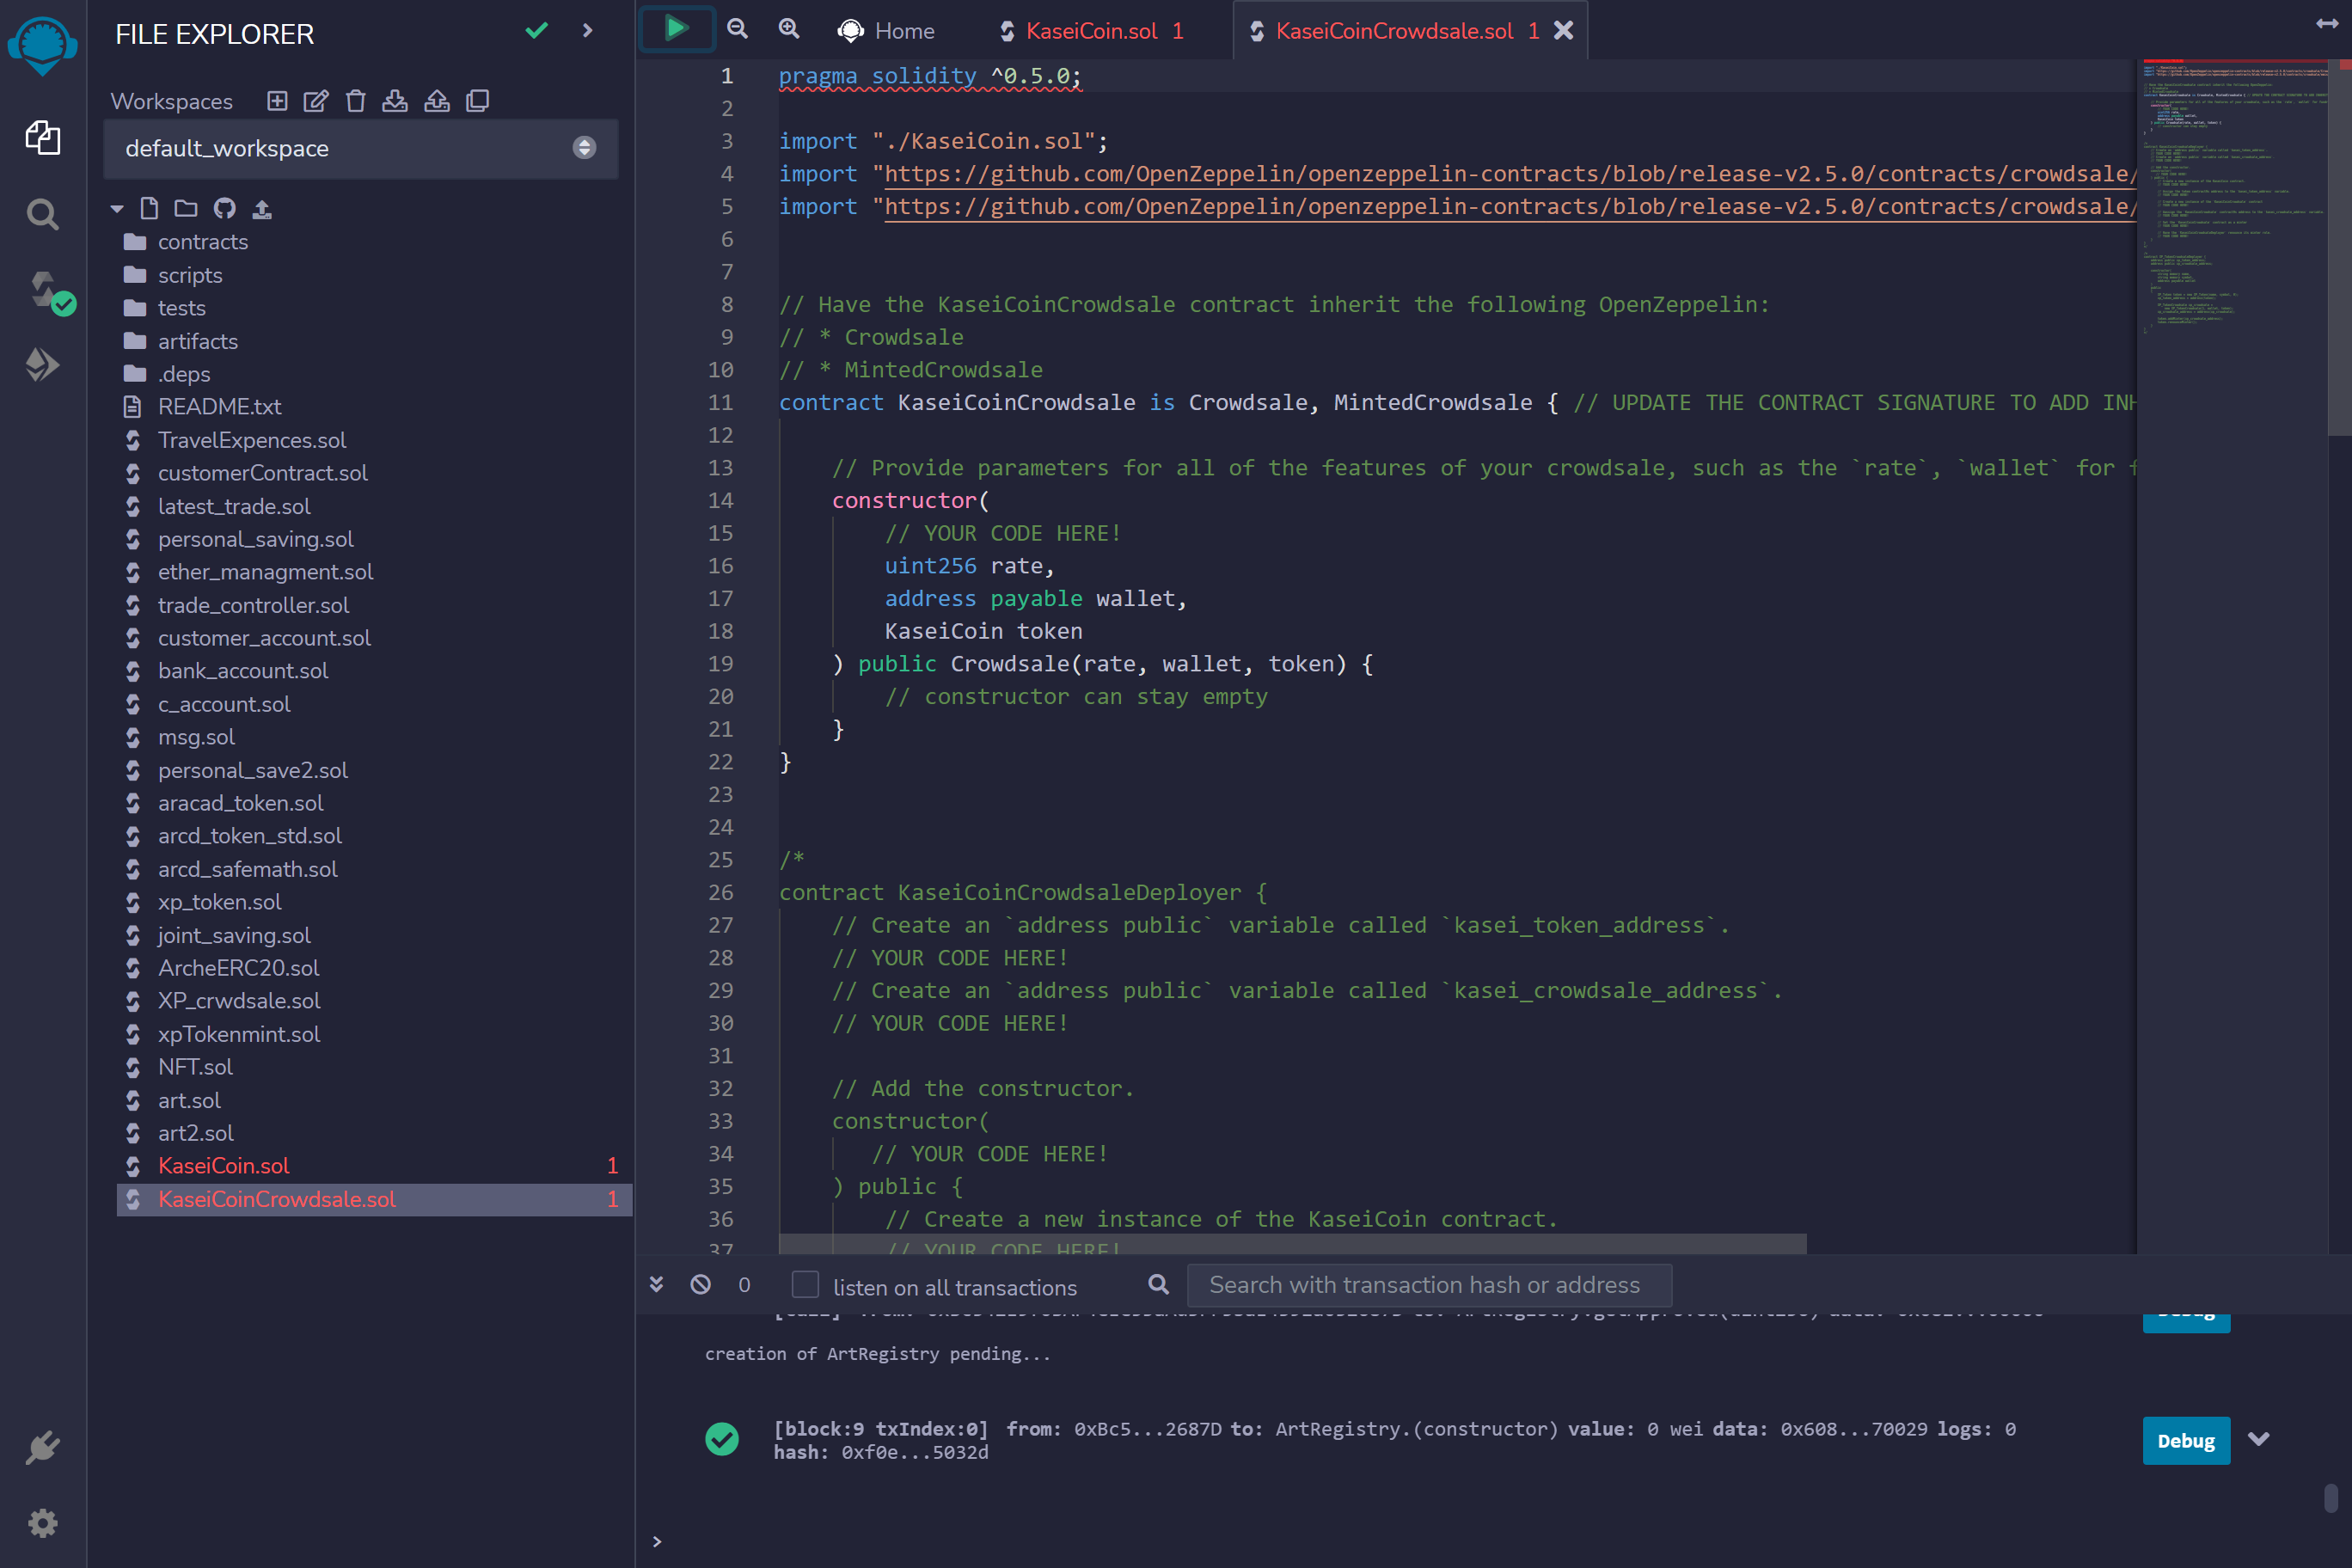 FILE EXPLORER
Workspaces
default_workspace
contracts
scripts
tests
artifacts
.deps
README.txt
TravelExpences.sol
customerContract.sol
latest_trade.sol
personal_saving.sol
ether_managment.sol
trade_controller.sol
customer_account.sol
bank_account.sol
c_account.sol
msg.sol
personal_save2.sol
aracad_token.sol
arcd_token_std.sol
arcd_safemath.sol
xp_token.sol
joint_saving.sol
ArcheERC20.sol
XP_crwdsale.sol
xpTokenmint.sol
NFT.sol
art.sol
art2.sol
KaseiCoin.sol 1
KaseiCoinCrowdsale.sol 1
Home
KaseiCoin.sol 1
KaseiCoinCrowdsale.sol 1
1 pragma solidity ^0.5.0;
2
3 import "./KaseiCoin.sol";
4 import "https://github.com/OpenZeppelin/openzeppelin-contracts/blob/release-v2.5.0/contracts/crowdsale/
5 import "https://github.com/OpenZeppelin/openzeppelin-contracts/blob/release-v2.5.0/contracts/crowdsale/
6
7
8 // Have the KaseiCoinCrowdsale contract inherit the following OpenZeppelin:
9 // * Crowdsale
10 // * MintedCrowdsale
11 contract KaseiCoinCrowdsale is Crowdsale, MintedCrowdsale { // UPDATE THE CONTRACT SIGNATURE TO ADD INH
12
13 // Provide parameters for all of the features of your crowdsale, such as the `rate`, `wallet` for f
14 constructor(
15 // YOUR CODE HERE!
16 uint256 rate,
17 address payable wallet,
18 KaseiCoin token
19 ) public Crowdsale(rate, wallet, token) {
20 // constructor can stay empty
21 }
22 }
23
24
25 /*
26 contract KaseiCoinCrowdsaleDeployer {
27 // Create an `address public` variable called `kasei_token_address`.
28 // YOUR CODE HERE!
29 // Create an `address public` variable called `kasei_crowdsale_address`.
30 // YOUR CODE HERE!
31
32 // Add the constructor.
33 constructor(
34 // YOUR CODE HERE!
35 ) public {
36 // Create a new instance of the KaseiCoin contract.
37 // YOUR CODE HERE!
0 listen on all transactions Search with transaction hash or address
Debug
creation of ArtRegistry pending...
[block:9 txIndex:0] from: 0xBc5...2687D to: ArtRegistry.(constructor) value: 0 wei data: 0x608...70029 logs: 0
hash: 0xf0e...5032d
Debug
>